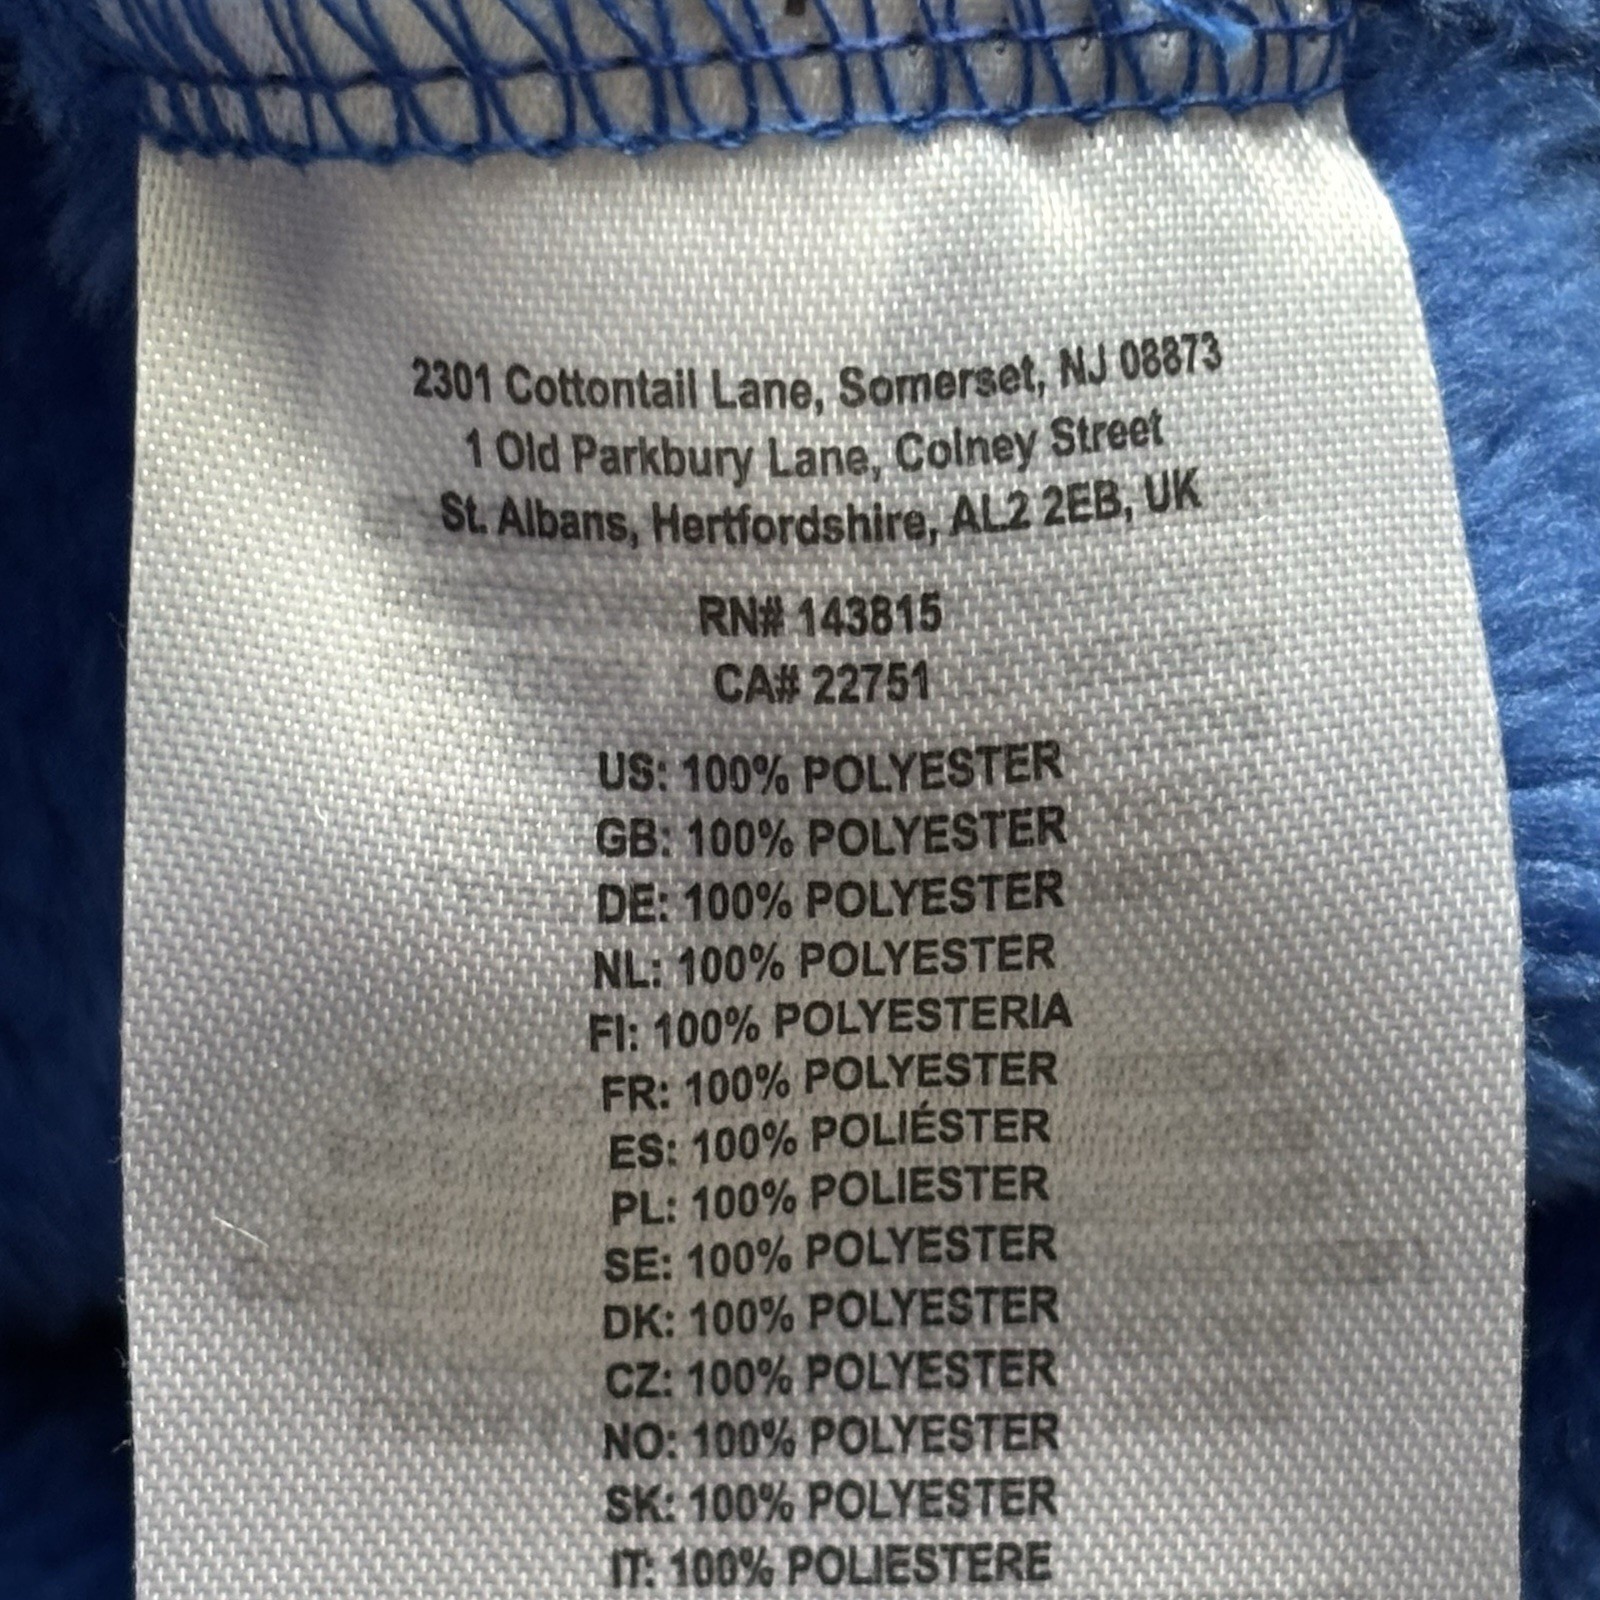 2301 Cottontail Lane, Somerset, NJ 08873
1 Old Parkbury Lane, Colney Street
St. Albans, Hertfordshire, AL2 2EB, UK
RN# 143815
CA# 22751
US: 100% POLYESTER
GB: 100% POLYESTER
DE: 100% POLYESTER
NL: 100% POLYESTER
FI: 100% POLYESTERIA
FR: 100% POLYESTER
ES: 100% POLIÉSTER
PL: 100% POLIESTER
SE: 100% POLYESTER
DK: 100% POLYESTER
CZ: 100% POLYESTER
NO: 100% POLYESTER
SK: 100% POLYESTER
IT: 100% POLIESTERE